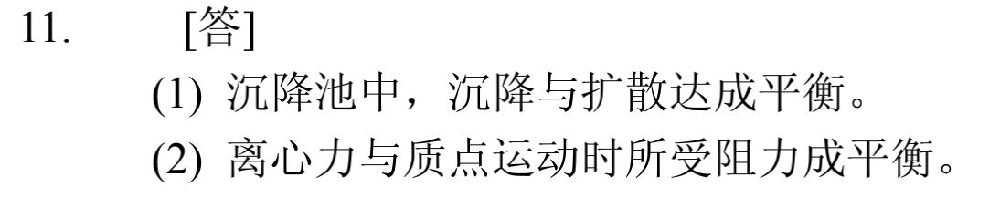 11. [答]
(1) 沉降池中，沉降与扩散达成平衡。
(2) 离心力与质点运动时所受阻力成平衡。